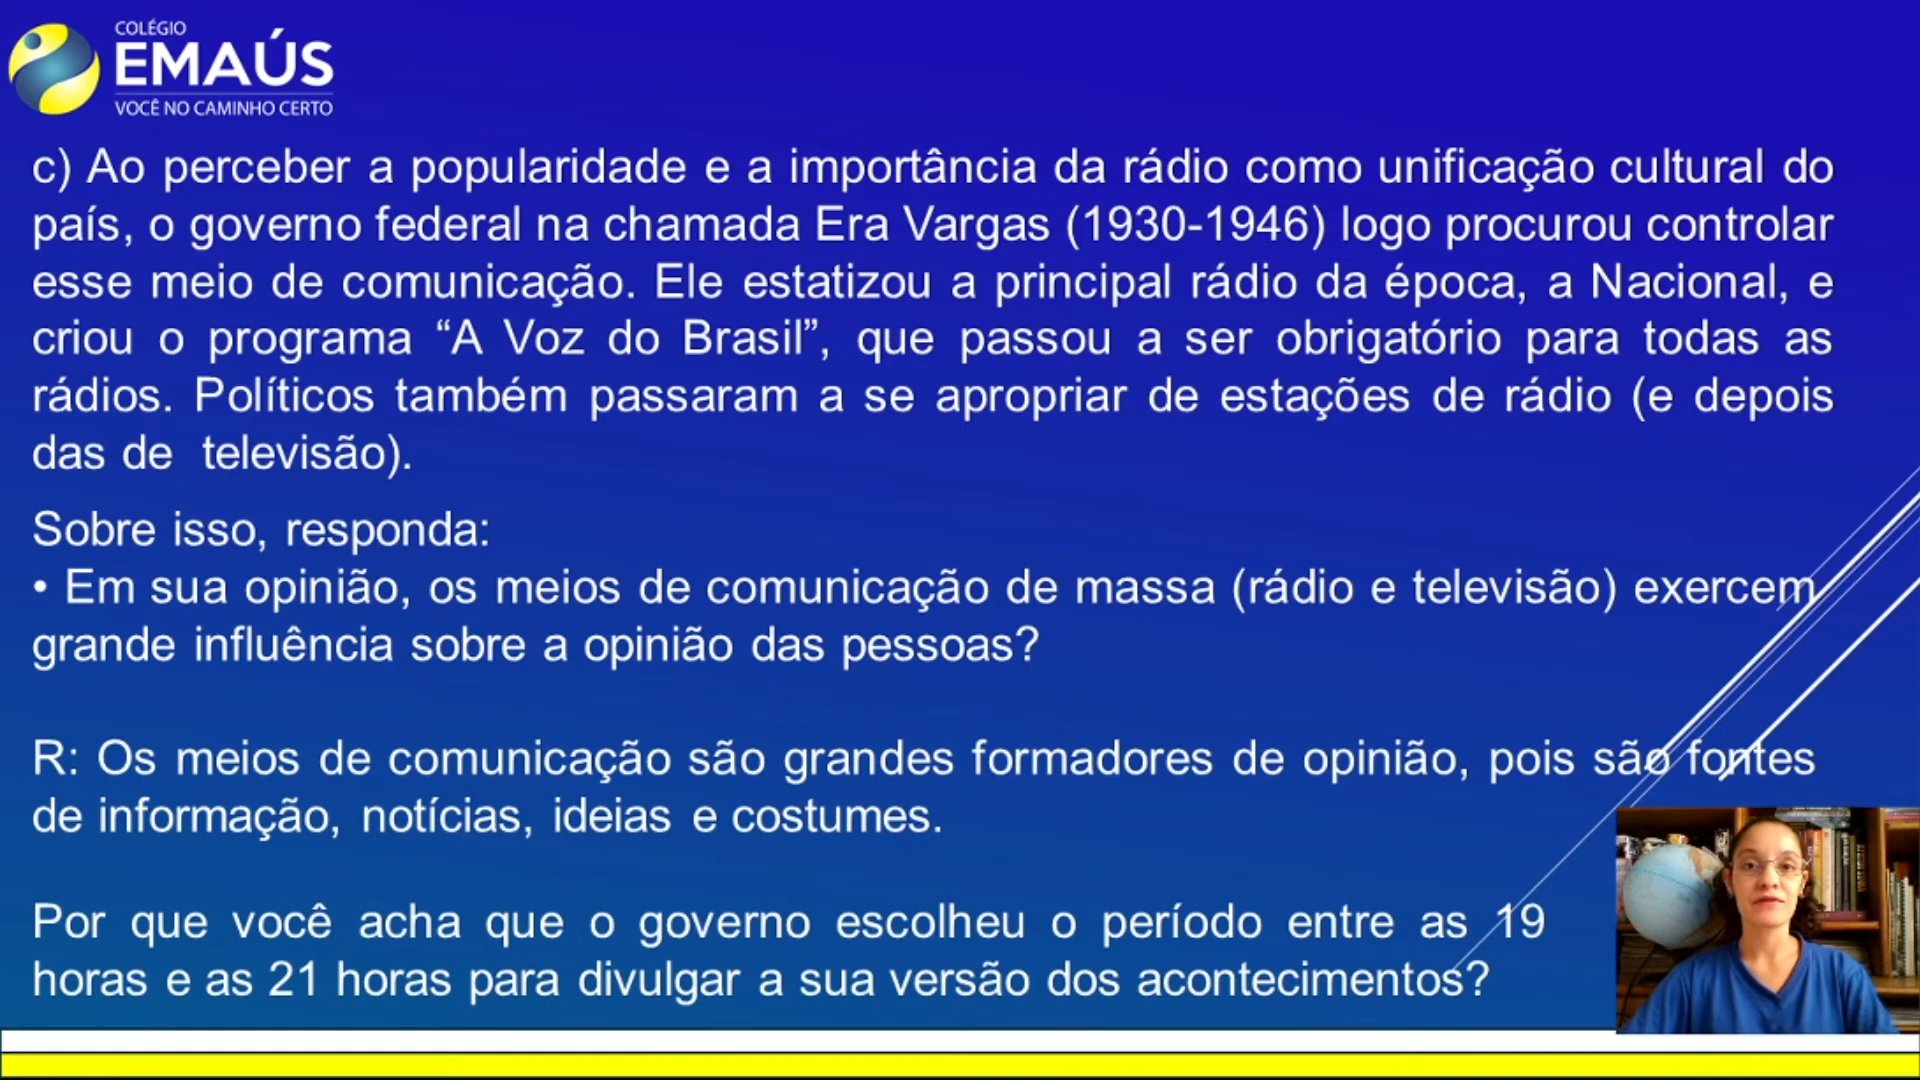 COLÉGIO
EMAÚS
VOCÊ NO CAMINHO CERTO
c) Ao perceber a popularidade e a importância da rádio como unificação cultural do
país, o governo federal na chamada Era Vargas (1930-1946) logo procurou controlar
esse meio de comunicação. Ele estatizou a principal rádio da época, a Nacional, e
criou o programa “A Voz do Brasil”, que passou a ser obrigatório para todas as
rádios. Políticos também passaram a se apropriar de estações de rádio (e depois
das de televisão).
Sobre isso, responda:
• Em sua opinião, os meios de comunicação de massa (rádio e televisão) exercem
grande influência sobre a opinião das pessoas?
R: Os meios de comunicação são grandes formadores de opinião, pois são fontes
de informação, notícias, ideias e costumes.
Por que você acha que o governo escolheu o período entre as 19
horas e as 21 horas para divulgar a sua versão dos acontecimentos?